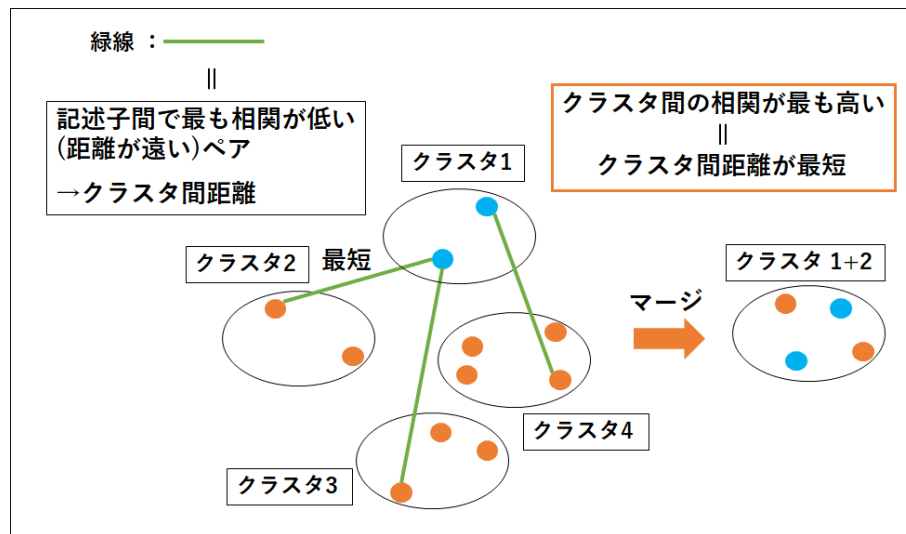 緑線 ：
||
記述子間で最も相関が低い
(距離が遠い)ペア
→クラスタ間距離
クラスタ間の相関が最も高い
||
クラスタ間距離が最短
クラスタ1
クラスタ2
最短
クラスタ 1+2
マージ
クラスタ4
クラスタ3